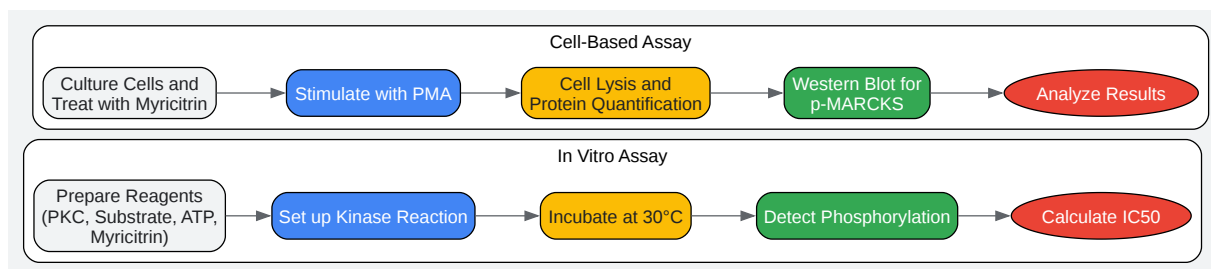 Cell-Based Assay
Culture Cells and
Treat with Myricitrin
Stimulate with PMA
Cell Lysis and
Protein Quantification
Western Blot for
p-MARCKS
Analyze Results
In Vitro Assay
Prepare Reagents
(PKC, Substrate, ATP,
Myricitrin)
Set up Kinase Reaction
Incubate at 30°C
Detect Phosphorylation
Calculate IC50